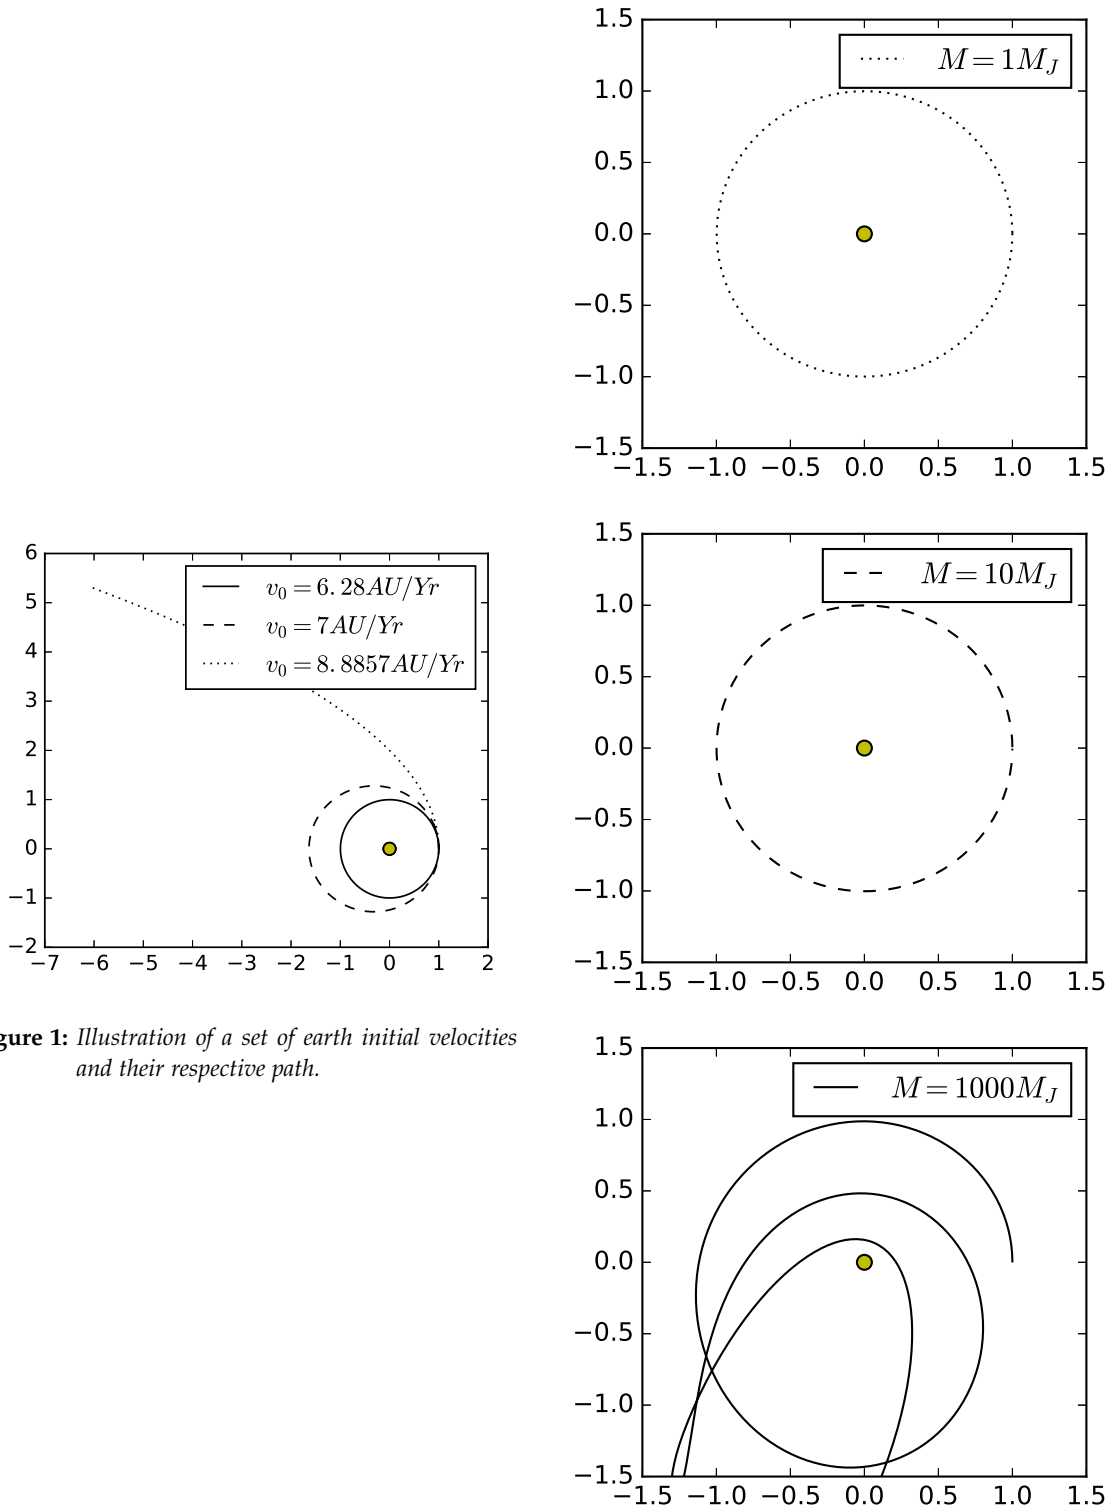 6
5
4
3
2
1
0
−1
−2
−7 −6 −5 −4 −3 −2 −1 0 1 2
v0 = 6.28AU/Yr
v0 = 7AU/Yr
v0 = 8.8857AU/Yr
gure 1: Illustration of a set of earth initial velocities
and their respective path.
1.5
1.0
0.5
0.0
−0.5
−1.0
−1.5
−1.5 −1.0 −0.5 0.0 0.5 1.0 1.5
M = 1MJ
1.5
1.0
0.5
0.0
−0.5
−1.0
−1.5
−1.5 −1.0 −0.5 0.0 0.5 1.0 1.5
M = 10MJ
1.5
1.0
0.5
0.0
−0.5
−1.0
−1.5
−1.5 −1.0 −0.5 0.0 0.5 1.0 1.5
M = 1000MJ